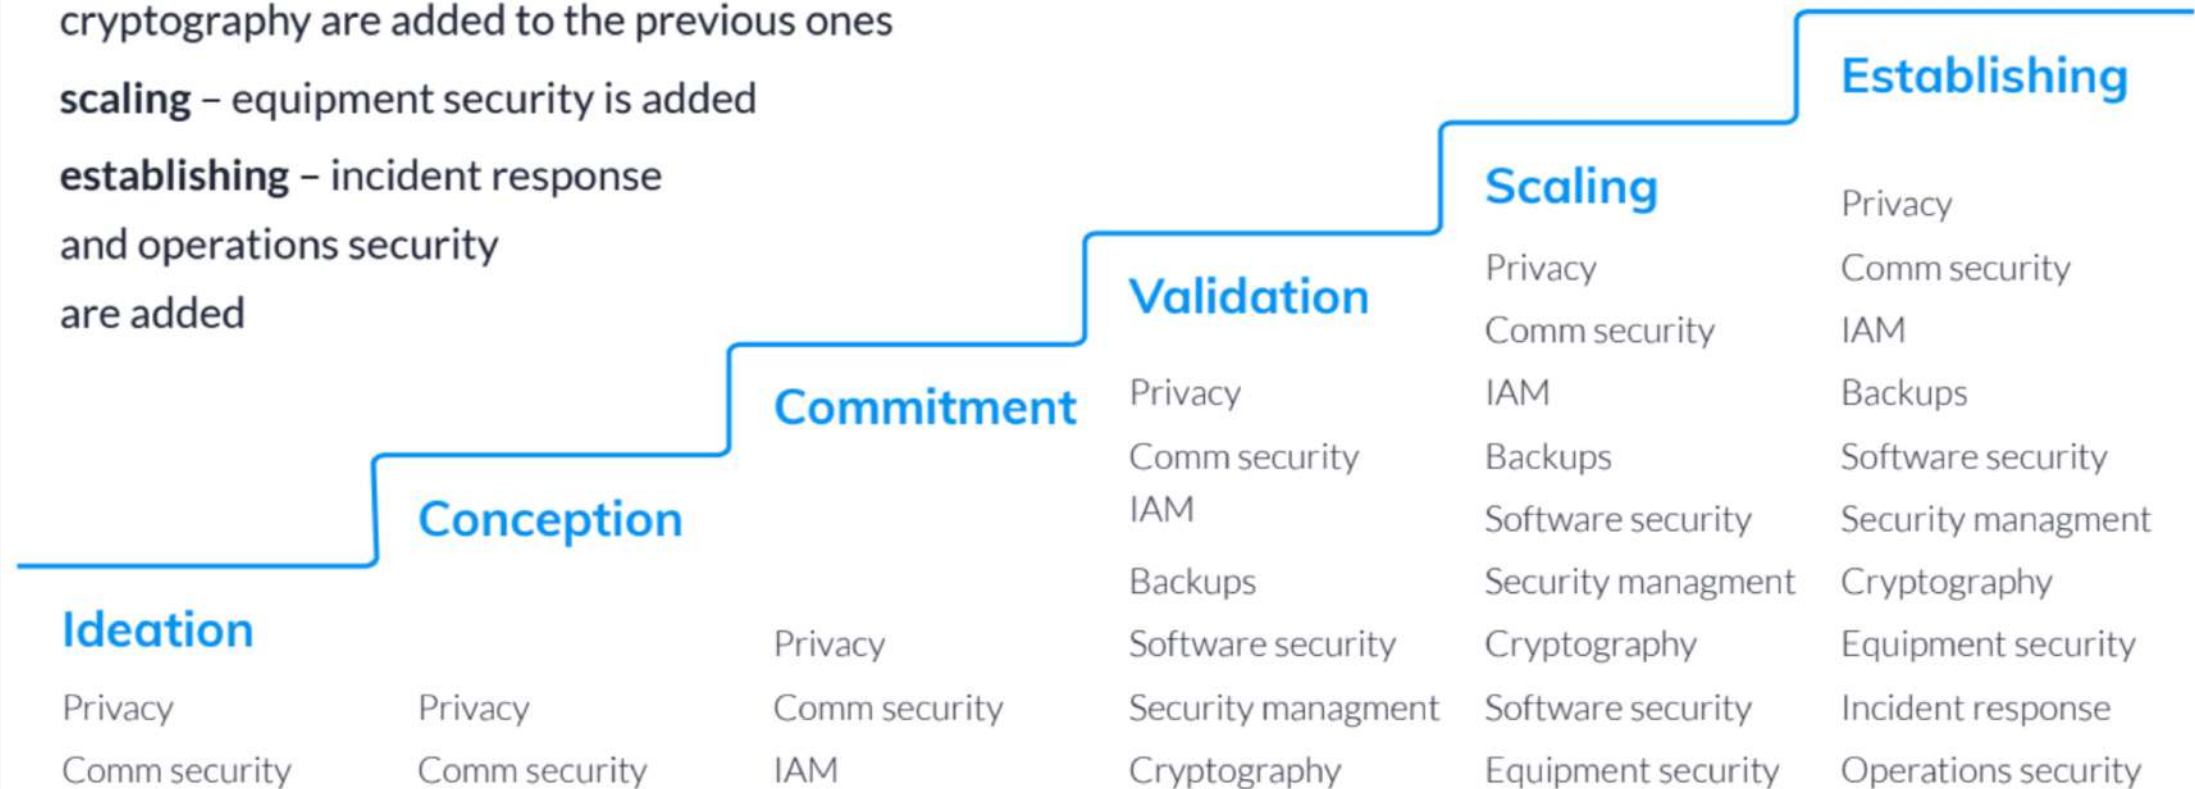 cryptography are added to the previous ones
scaling – equipment security is added
establishing – incident response
and operations security
are added
Ideation
Privacy
Comm security
Conception
Privacy
Comm security
Commitment
Privacy
Comm security
IAM
Validation
Privacy
Comm security
IAM
Backups
Software security
Security managment
Cryptography
Scaling
Privacy
Comm security
IAM
Backups
Software security
Security managment
Cryptography
Software security
Equipment security
Establishing
Privacy
Comm security
IAM
Backups
Software security
Security managment
Cryptography
Equipment security
Incident response
Operations security